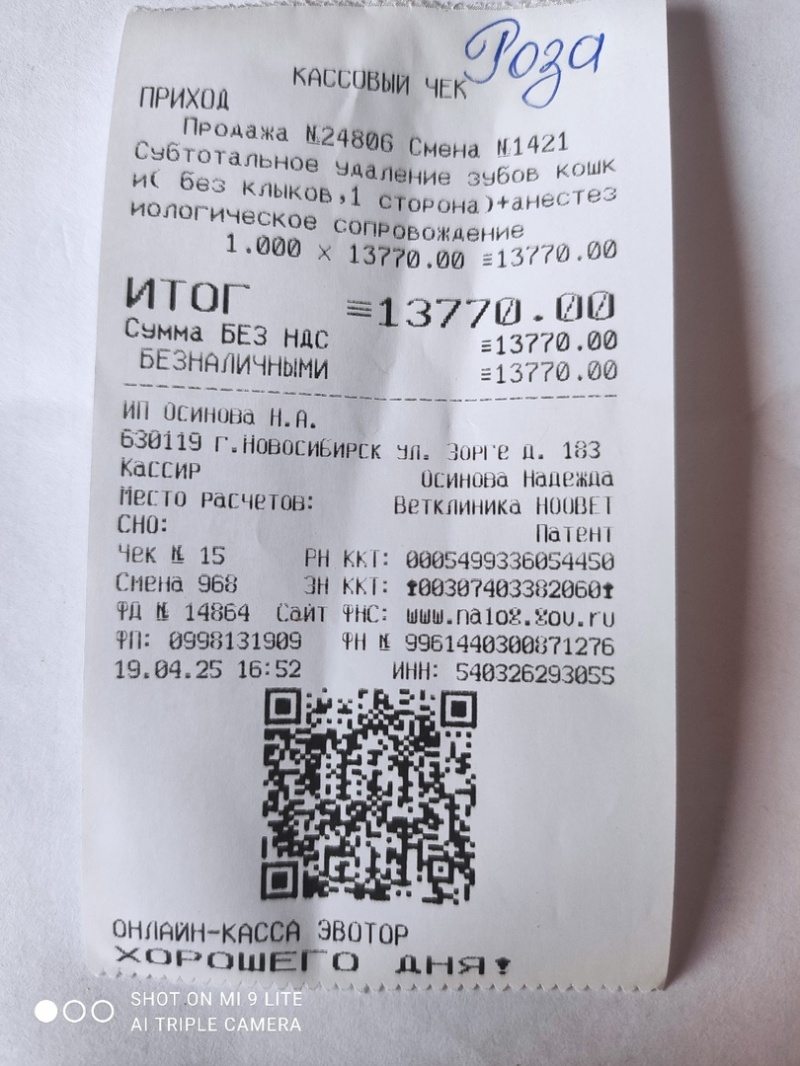 Роза
КАССОВЫЙ ЧЕК
ПРИХОД
Продажа №24806 Смена №1421
Субтотальное удаление зубов кошк
и( без клыков,1 сторона)+анестез
иологическое сопровождение
1.000 х 13770.00 ≡13770.00
ИТОГ ≡13770.00
Сумма БЕЗ НДС ≡13770.00
БЕЗНАЛИЧНЫМИ ≡13770.00
ИП Осинова Н.А.
630119 г.Новосибирск ул. Зорге д. 183
Кассир Осинова Надежда
Место расчетов: Ветклиника НООВЕТ
СНО: Патент
Чек № 15 РН ККТ: 0005499336054450
Смена 968 ЗН ККТ: 00307403382060
ФД № 14864 Сайт ФНС: www.nalog.gov.ru
ФП: 0998131909 ФН № 9961440300871276
19.04.25 16:52 ИНН: 540326293055
ОНЛАЙН-КАССА ЭВОТОР
ХОРОШЕГО ДНЯ!
SHOT ON MI 9 LITE
AI TRIPLE CAMERA